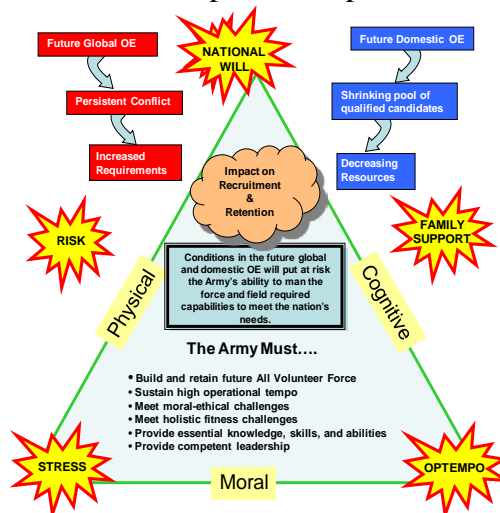 Future Global OE
Persistent Conflict
Increased
Requirements
NATIONAL
WILL
Future Domestic OE
Shrinking pool of
qualified candidates
Decreasing
Resources
Impact on
Recruitment
&
Retention
RISK
FAMILY
SUPPORT
Conditions in the future global
and domestic OE will put at risk
the Army's ability to man the
force and field required
capabilities to meet the nation's
needs.
Physical
Cognitive
The Army Must….
• Build and retain future All Volunteer Force
• Sustain high operational tempo
• Meet moral-ethical challenges
• Meet holistic fitness challenges
• Provide essential knowledge, skills, and abilities
• Provide competent leadership
STRESS
Moral
OPTEMPO